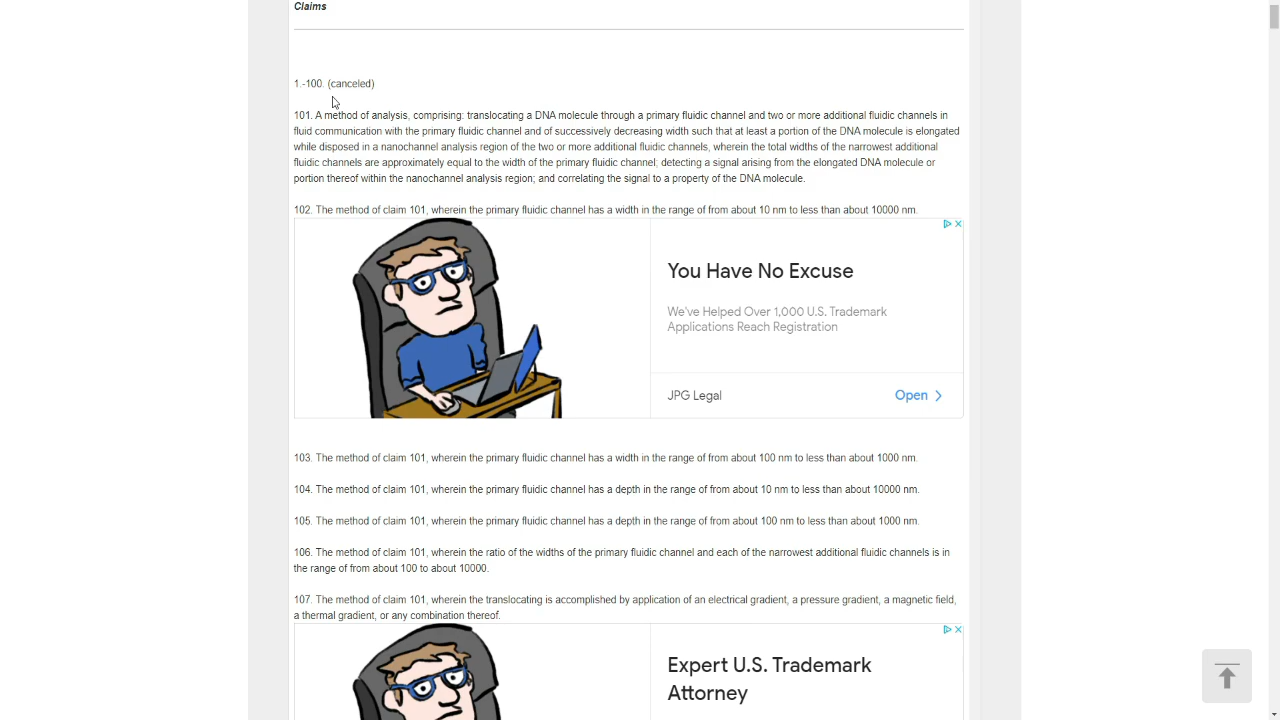 Claims
1.-100. (canceled)
101. A method of analysis, comprising: translocating a DNA molecule through a primary fluidic channel and two or more additional fluidic channels in
fluid communication with the primary fluidic channel and of successively decreasing width such that at least a portion of the DNA molecule is elongated
while disposed in a nanochannel analysis region of the two or more additional fluidic channels, wherein the total widths of the narrowest additional
fluidic channels are approximately equal to the width of the primary fluidic channel; detecting a signal arising from the elongated DNA molecule or
portion thereof within the nanochannel analysis region; and correlating the signal to a property of the DNA molecule.
102. The method of claim 101, wherein the primary fluidic channel has a width in the range of from about 10 nm to less than about 10000 nm.
You Have No Excuse
We've Helped Over 1,000 U.S. Trademark
Applications Reach Registration
JPG Legal
Open
103. The method of claim 101, wherein the primary fluidic channel has a width in the range of from about 100 nm to less than about 1000 nm.
104. The method of claim 101, wherein the primary fluidic channel has a depth in the range of from about 10 nm to less than about 10000 nm.
105. The method of claim 101, wherein the primary fluidic channel has a depth in the range of from about 100 nm to less than about 1000 nm.
106. The method of claim 101, wherein the ratio of the widths of the primary fluidic channel and each of the narrowest additional fluidic channels is in
the range of from about 100 to about 10000.
107. The method of claim 101, wherein the translocating is accomplished by application of an electrical gradient, a pressure gradient, a magnetic field,
a thermal gradient, or any combination thereof.
Expert U.S. Trademark
Attorney